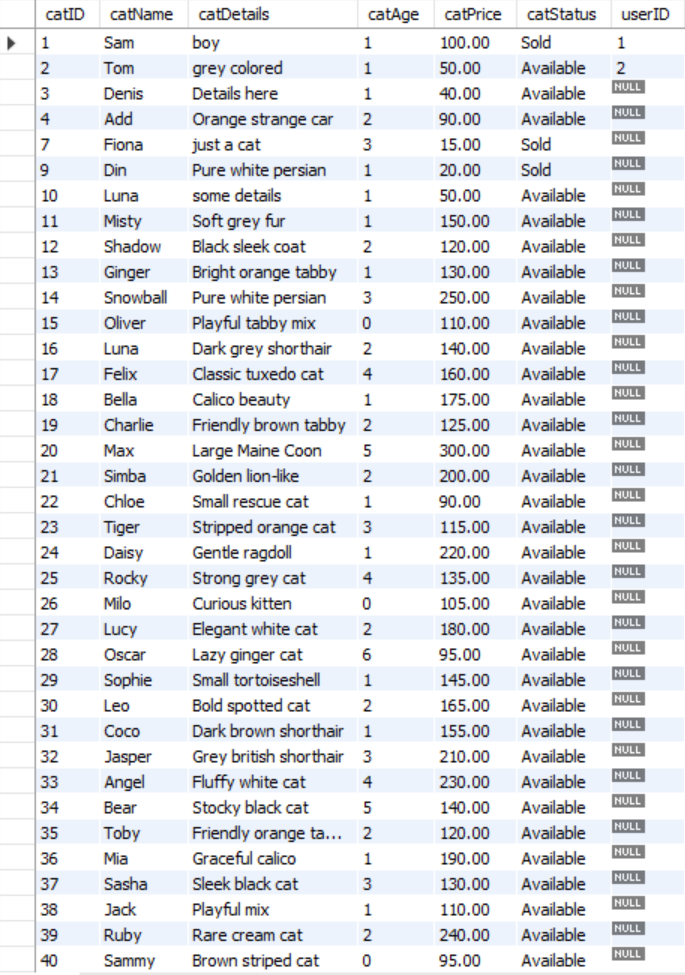 catID catName catDetails catAge catPrice catStatus userID
1 Sam boy 1 100.00 Sold 1
2 Tom grey colored 1 50.00 Available 2
3 Denis Details here 1 40.00 Available NULL
4 Add Orange strange car 2 90.00 Available NULL
7 Fiona just a cat 3 15.00 Sold NULL
9 Din Pure white persian 1 20.00 Sold NULL
10 Luna some details 1 50.00 Available NULL
11 Misty Soft grey fur 1 150.00 Available NULL
12 Shadow Black sleek coat 2 120.00 Available NULL
13 Ginger Bright orange tabby 1 130.00 Available NULL
14 Snowball Pure white persian 3 250.00 Available NULL
15 Oliver Playful tabby mix 0 110.00 Available NULL
16 Luna Dark grey shorthair 2 140.00 Available NULL
17 Felix Classic tuxedo cat 4 160.00 Available NULL
18 Bella Calico beauty 1 175.00 Available NULL
19 Charlie Friendly brown tabby 2 125.00 Available NULL
20 Max Large Maine Coon 5 300.00 Available NULL
21 Simba Golden lion-like 2 200.00 Available NULL
22 Chloe Small rescue cat 1 90.00 Available NULL
23 Tiger Stripped orange cat 3 115.00 Available NULL
24 Daisy Gentle ragdoll 1 220.00 Available NULL
25 Rocky Strong grey cat 4 135.00 Available NULL
26 Milo Curious kitten 0 105.00 Available NULL
27 Lucy Elegant white cat 2 180.00 Available NULL
28 Oscar Lazy ginger cat 6 95.00 Available NULL
29 Sophie Small tortoiseshell 1 145.00 Available NULL
30 Leo Bold spotted cat 2 165.00 Available NULL
31 Coco Dark brown shorthair 1 155.00 Available NULL
32 Jasper Grey british shorthair 3 210.00 Available NULL
33 Angel Fluffy white cat 4 230.00 Available NULL
34 Bear Stocky black cat 5 140.00 Available NULL
35 Toby Friendly orange ta... 2 120.00 Available NULL
36 Mia Graceful calico 1 190.00 Available NULL
37 Sasha Sleek black cat 3 130.00 Available NULL
38 Jack Playful mix 1 110.00 Available NULL
39 Ruby Rare cream cat 2 240.00 Available NULL
40 Sammy Brown striped cat 0 95.00 Available NULL